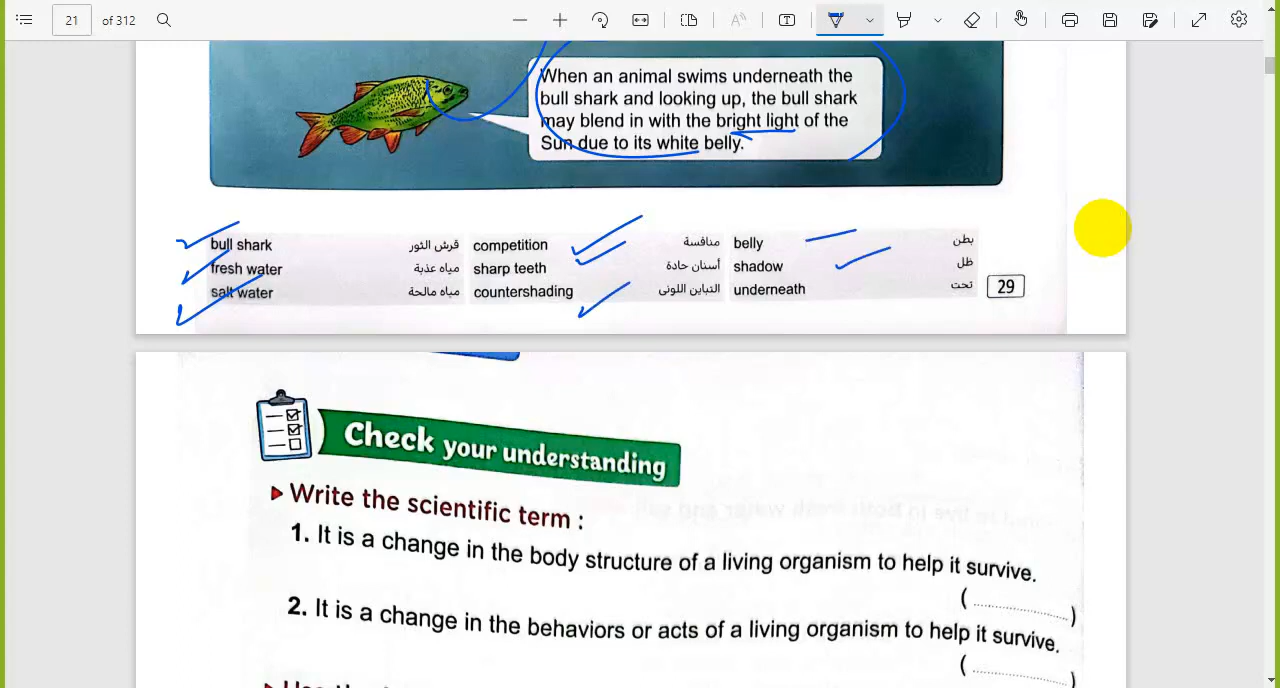 21 of 312
When an animal swims underneath the
bull shark and looking up, the bull shark
may blend in with the bright light of the
Sun due to its white belly.
bull shark قرش الثور competition منافسة belly بطن
fresh water مياه عذبة sharp teeth أسنان حادة shadow ظل
salt water مياه مالحة countershading التباين اللونى underneath تحت
29
Check your understanding
Write the scientific term :
1. It is a change in the body structure of a living organism to help it survive.
(....................)
2. It is a change in the behaviors or acts of a living organism to help it survive.
(....................)